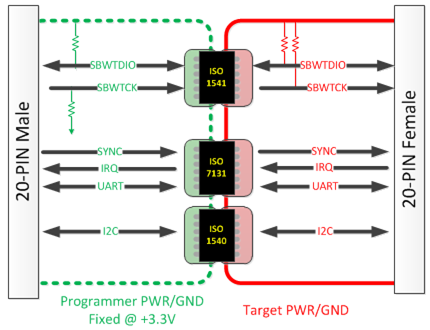 20-PIN Male
SBWTDIO
SBWTCK
SYNC
IRQ
UART
I2C
ISO
1541
ISO
7131
ISO
1540
SBWTDIO
SBWTCK
SYNC
IRQ
UART
I2C
20-PIN Female
Programmer PWR/GND
Fixed @ +3.3V
Target PWR/GND